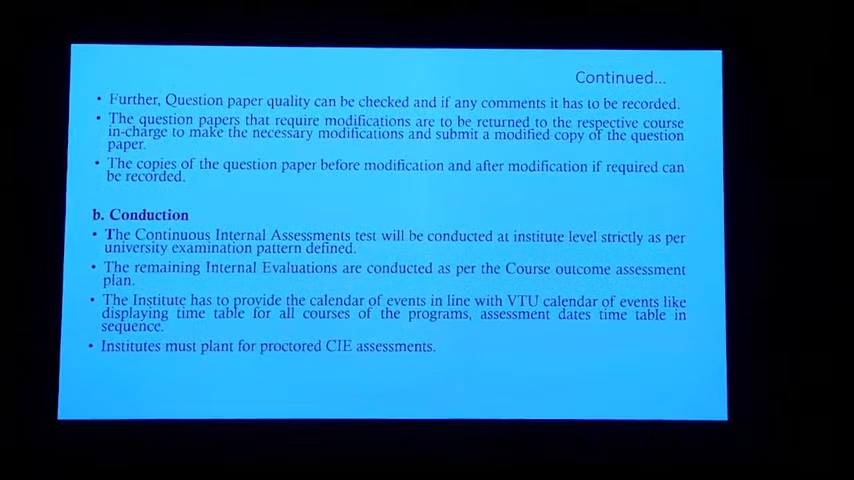 Continued...
• Further, Question paper quality can be checked and if any comments it has to be recorded.
• The question papers that require modifications are to be returned to the respective course
in-charge to make the necessary modifications and submit a modified copy of the question
paper.
• The copies of the question paper before modification and after modification if required can
be recorded.
b. Conduction
• The Continuous Internal Assessments test will be conducted at institute level strictly as per
university examination pattern defined.
• The remaining Internal Evaluations are conducted as per the Course outcome assessment
plan.
• The Institute has to provide the calendar of events in line with VTU calendar of events like
displaying time table for all courses of the programs, assessment dates time table in
sequence.
• Institutes must plant for proctored CIE assessments.